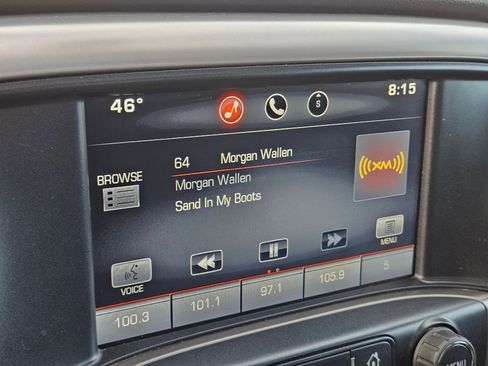 46° S 8:15
64 Morgan Wallen
Morgan Wallen
Sand In My Boots
((XM))
BROWSE
MENU
VOICE
100.3 101.1 97.1 105.9 5
MENU